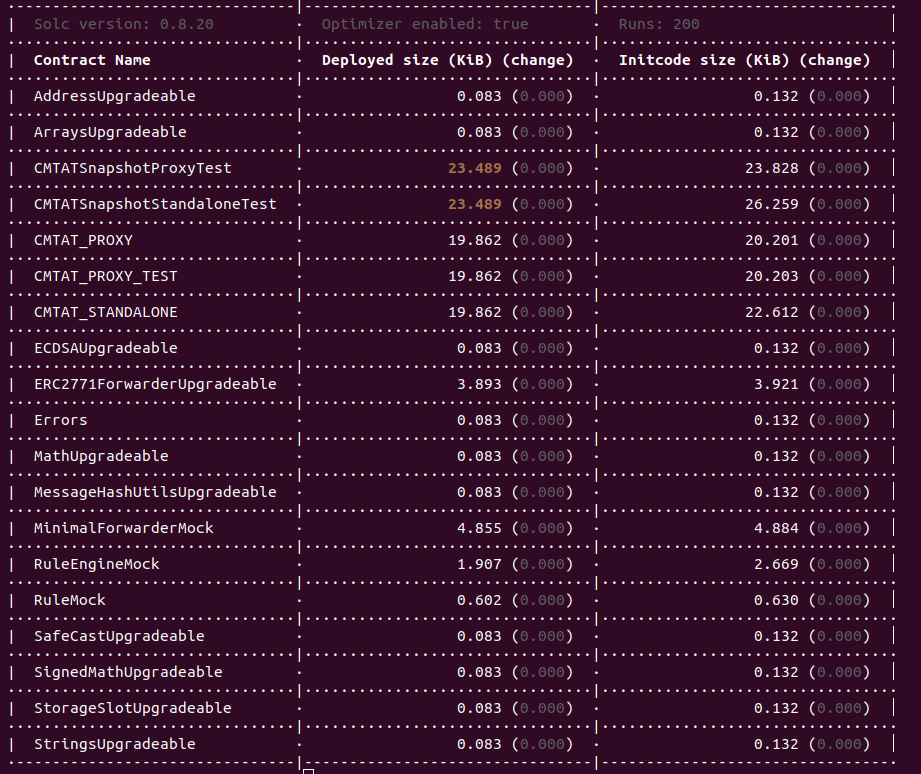 Solc version: 0.8.20 · Optimizer enabled: true · Runs: 200
Contract Name · Deployed size (KiB) (change) · Initcode size (KiB) (change)
AddressUpgradeable · 0.083 (0.000) · 0.132 (0.000)
ArraysUpgradeable · 0.083 (0.000) · 0.132 (0.000)
CMTATSnapshotProxyTest · 23.489 (0.000) · 23.828 (0.000)
CMTATSnapshotStandaloneTest · 23.489 (0.000) · 26.259 (0.000)
CMTAT_PROXY · 19.862 (0.000) · 20.201 (0.000)
CMTAT_PROXY_TEST · 19.862 (0.000) · 20.203 (0.000)
CMTAT_STANDALONE · 19.862 (0.000) · 22.612 (0.000)
ECDSAUpgradeable · 0.083 (0.000) · 0.132 (0.000)
ERC2771ForwarderUpgradeable · 3.893 (0.000) · 3.921 (0.000)
Errors · 0.083 (0.000) · 0.132 (0.000)
MathUpgradeable · 0.083 (0.000) · 0.132 (0.000)
MessageHashUtilsUpgradeable · 0.083 (0.000) · 0.132 (0.000)
MinimalForwarderMock · 4.855 (0.000) · 4.884 (0.000)
RuleEngineMock · 1.907 (0.000) · 2.669 (0.000)
RuleMock · 0.602 (0.000) · 0.630 (0.000)
SafeCastUpgradeable · 0.083 (0.000) · 0.132 (0.000)
SignedMathUpgradeable · 0.083 (0.000) · 0.132 (0.000)
StorageSlotUpgradeable · 0.083 (0.000) · 0.132 (0.000)
StringsUpgradeable · 0.083 (0.000) · 0.132 (0.000)